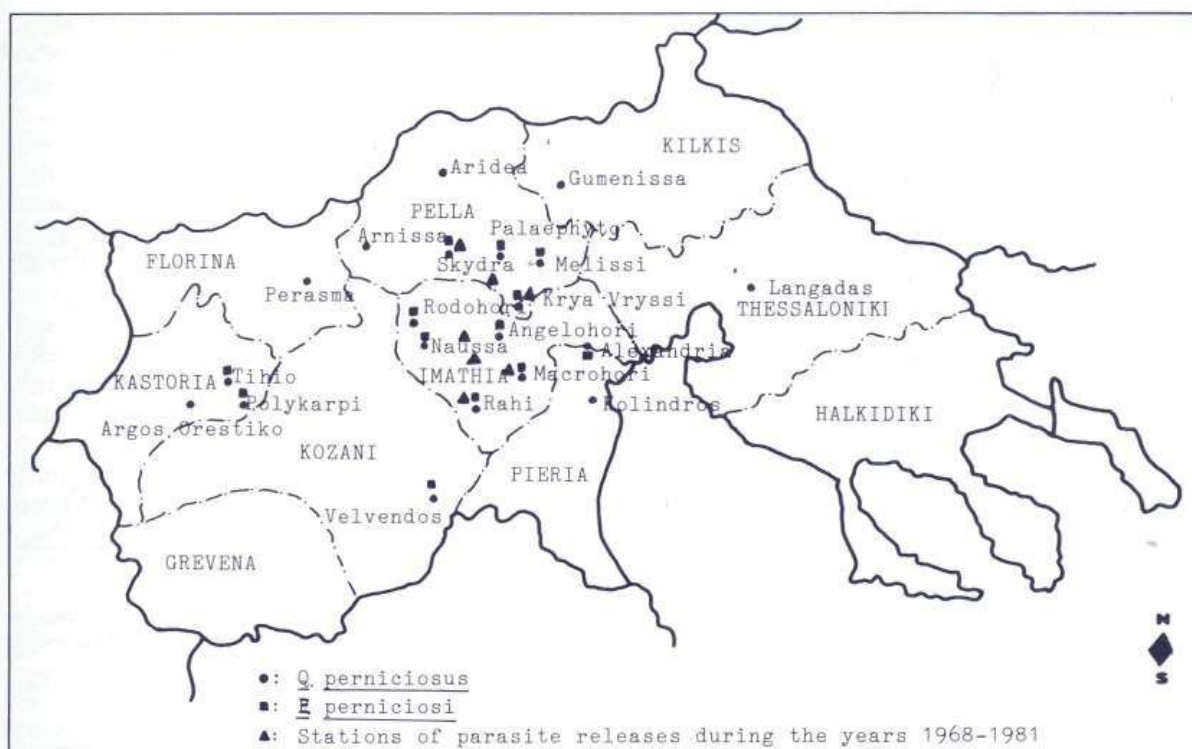 KILKIS
Aridea
Gumenissa
PELLA
Palaephyto
Arnissa
FLORINA
Skydra
Melissi
Perasma
Langadas
Rodohori
Krya Vryssi
THESSALONIKI
Angelohori
Naussa
Alexandria
KASTORIA
Tihio
IMATHIA
Macrohori
Polykarpi
Rahi
Kolindros
HALKIDIKI
Argos Orestiko
KOZANI
PIERIA
Velvendos
GREVENA
N
S
●: Q perniciosus
■: P perniciosi
▲: Stations of parasite releases during the years 1968-1981